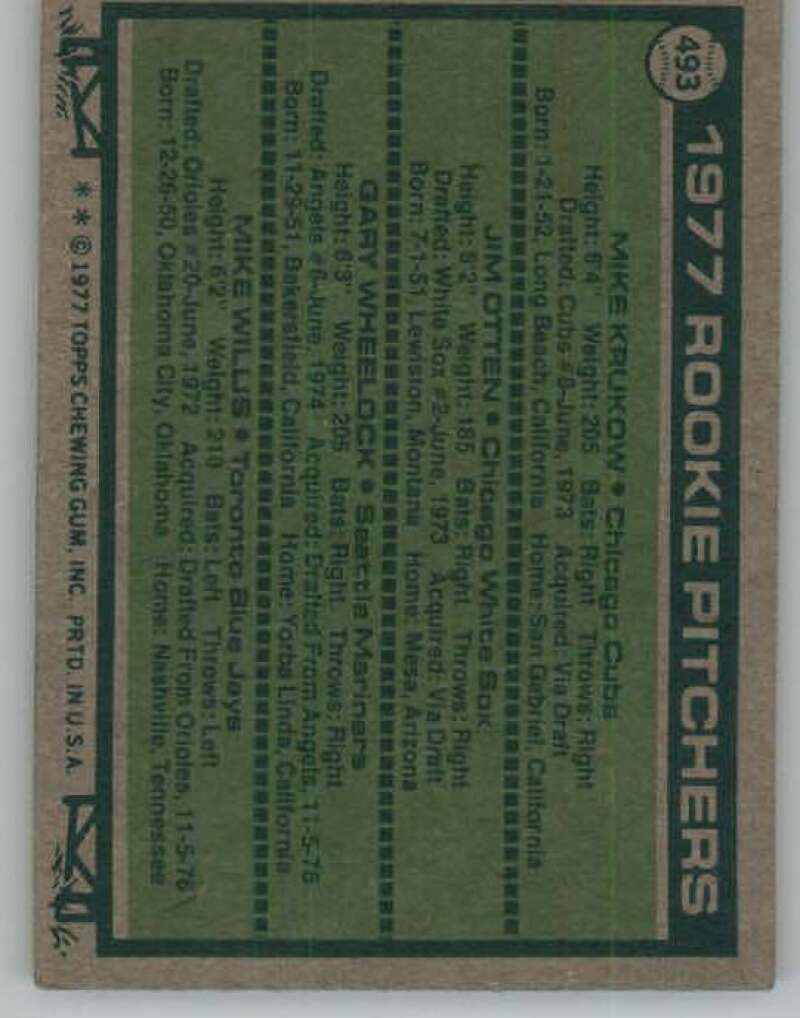 493
1977 ROOKIE PITCHERS
MIKE KRUKOW • Chicago Cubs
Height: 6'4" Weight: 205 Bats: Right Throws: Right
Drafted: Cubs #8-June, 1973 Acquired: Via Draft
Born: 1-21-52, Long Beach, California Home: San Gabriel, California
JIM OTTEN • Chicago White Sox
Height: 6'2" Weight: 185 Bats: Right Throws: Right
Drafted: White Sox #2-June, 1973 Acquired: Via Draft
Born: 7-1-51 Lewiston, Montana Home: Mesa, Arizona
GARY WHEELOCK • Seattle Mariners
Height: 6'3" Weight: 205 Bats: Right Throws: Right
Drafted: Angels #6-June, 1974 Acquired: Drafted From Angels, 11-5-76
Born: 11-29-51, Bakersfield, California Home: Yorba Linda, California
MIKE WILLIS • Toronto Blue Jays
Height: 6'2" Weight: 210 Bats: Left Throws: Left
Drafted: Orioles #20-June, 1972 Acquired: Drafted From Orioles, 11-5-76
Born: 12-26-50, Oklahoma City, Oklahoma Home: Nashville, Tennessee
* * © 1977 TOPPS CHEWING GUM, INC. PRTD. IN U.S.A.